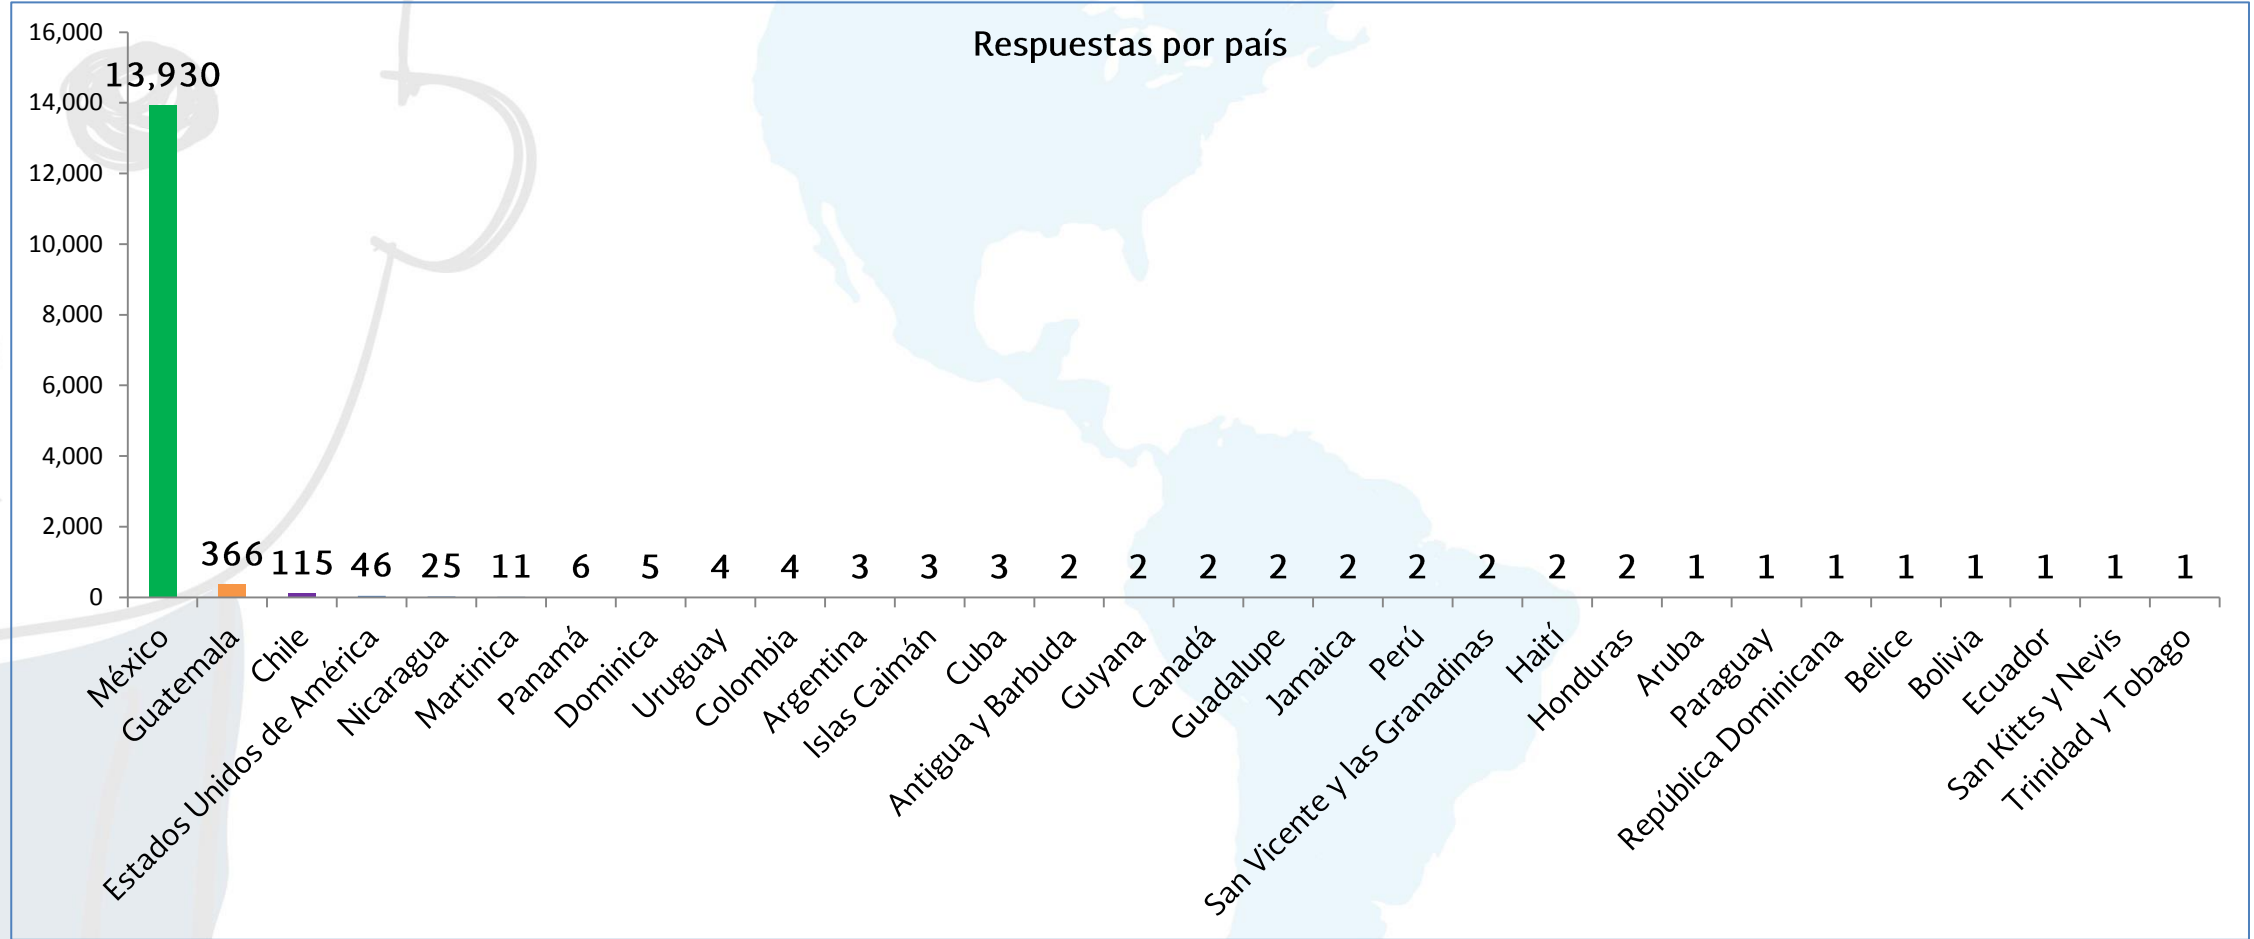 Respuestas por país
16,000
14,000
12,000
10,000
8,000
6,000
4,000
2,000
0
13,930
366
115
46
25
11
6
5
4
4
3
3
3
2
2
2
2
2
2
2
2
2
1
1
1
1
1
1
1
1
México
Guatemala
Chile
Estados Unidos de América
Nicaragua
Martinica
Panamá
Dominica
Uruguay
Colombia
Argentina
Islas Caimán
Cuba
Antigua y Barbuda
Guyana
Canadá
Guadalupe
Jamaica
Perú
San Vicente y las Granadinas
Haití
Honduras
Aruba
Paraguay
República Dominicana
Belice
Bolivia
Ecuador
San Kitts y Nevis
Trinidad y Tobago